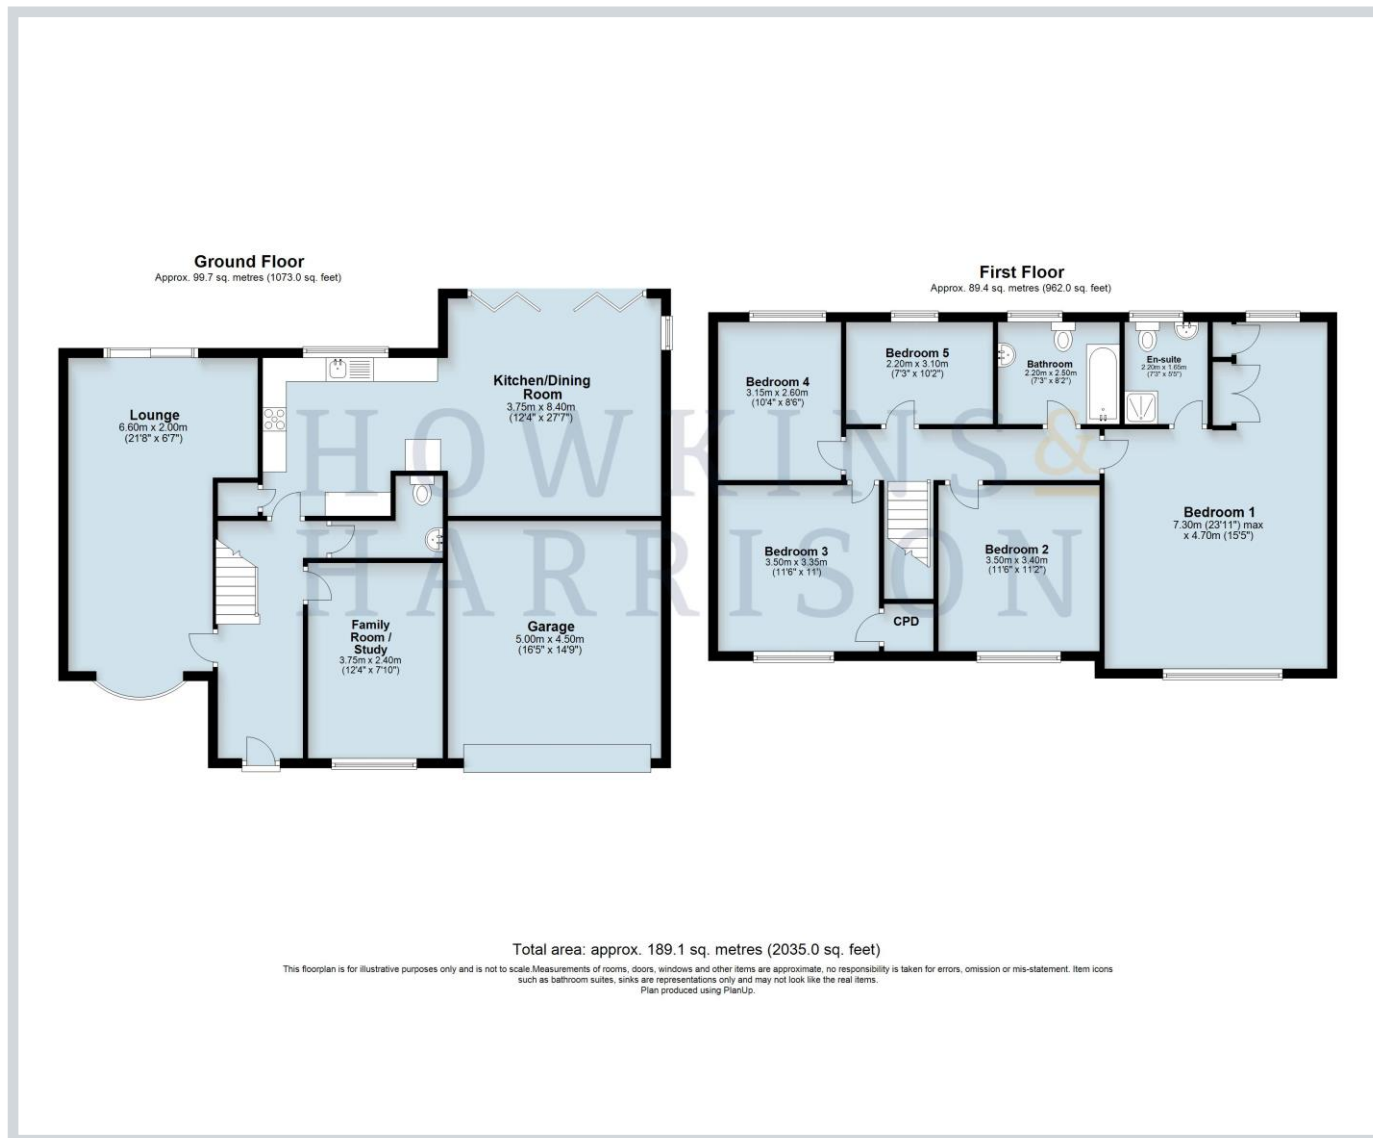 Ground Floor
Approx. 99.7 sq. metres (1073.0 sq. feet)
Lounge
6.60m x 2.00m
(21'8" x 6'7")
Kitchen/Dining
Room
3.75m x 8.40m
(12'4" x 27'7")
Family
Room /
Study
3.75m x 2.40m
(12'4" x 7'10")
Garage
5.00m x 4.50m
(16'5" x 14'9")
First Floor
Approx. 89.4 sq. metres (962.0 sq. feet)
Bedroom 4
3.15m x 2.60m
(10'4" x 8'6")
Bedroom 5
2.20m x 3.10m
(7'3" x 10'2")
Bathroom
2.20m x 2.50m
(7'3" x 8'2")
En-suite
2.20m x 1.65m
(7'3" x 5'5")
Bedroom 3
3.50m x 3.35m
(11'6" x 11')
CPD
Bedroom 2
3.50m x 3.40m
(11'6" x 11'2")
Bedroom 1
7.30m (23'11") max
x 4.70m (15'5")
HOWKINS &
HARRISON
Total area: approx. 189.1 sq. metres (2035.0 sq. feet)
This floorplan is for illustrative purposes only and is not to scale.Measurements of rooms, doors, windows and other items are approximate, no responsibility is taken for errors, omission or mis-statement. Item icons
such as bathroom suites, sinks are representations only and may not look like the real items.
Plan produced using PlanUp.